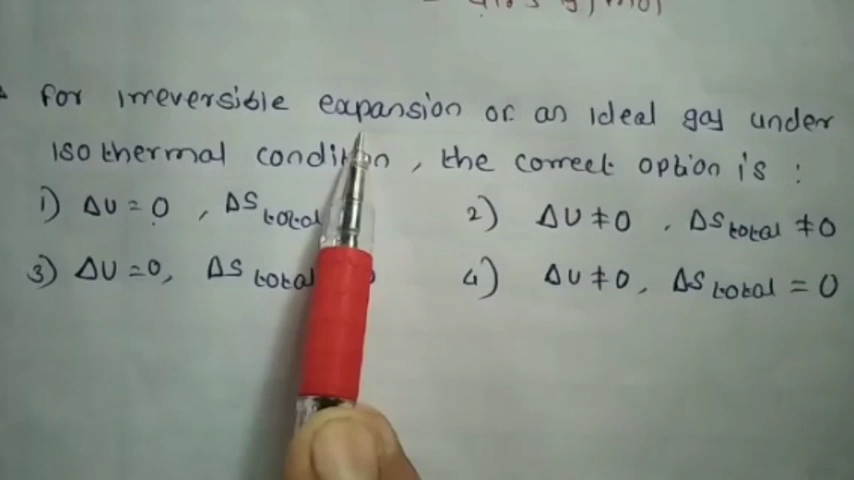 For irreversible expansion of an ideal gas under
isothermal condition, the correct option is :
1) ΔU = 0 , ΔS total 2) ΔU ≠ 0 , ΔS total ≠ 0
3) ΔU = 0, ΔS total 4) ΔU ≠ 0, ΔS total = 0